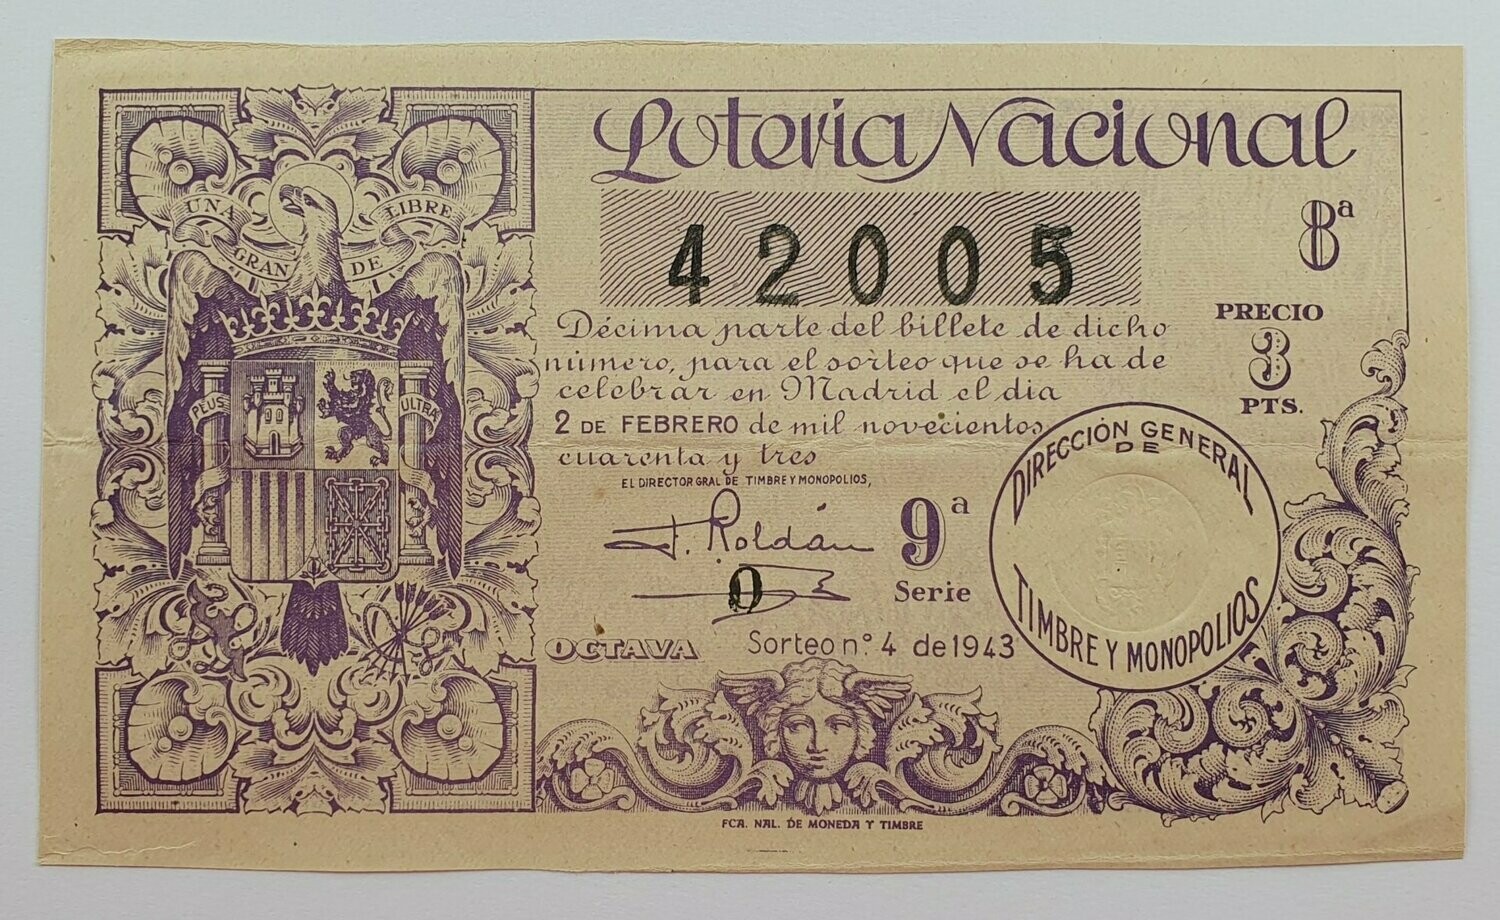 Lotería Nacional
UNA
GRAN DE
LIBRE
42005
8ª
PRECIO
3
PTS.
Décima parte del billete de dicho
número, para el sorteo que se ha de
celebrar en Madrid el dia
2 DE FEBRERO de mil novecientos
cuarenta y tres
EL DIRECTOR GRAL DE TIMBRE Y MONOPOLIOS,
J. Roldán
0
9ª
Serie
OCTAVA
Sorteo n.º 4 de 1943
DIRECCIÓN GENERAL
DE
TIMBRE Y MONOPOLIOS
PLUS
ULTRA
FCA. NAL. DE MONEDA Y TIMBRE